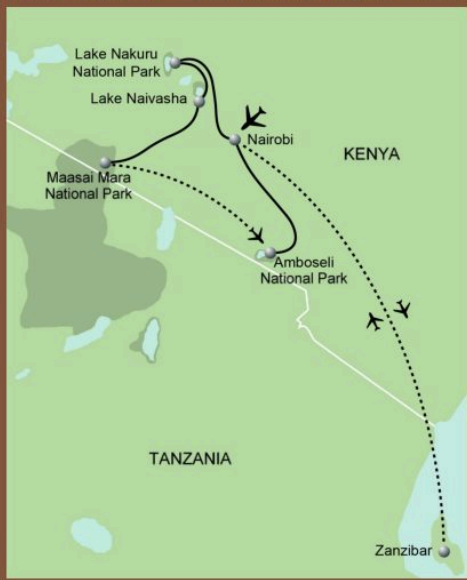 Lake Nakuru
National Park
Lake Naivasha
Nairobi
KENYA
Maasai Mara
National Park
Amboseli
National Park
TANZANIA
Zanzibar